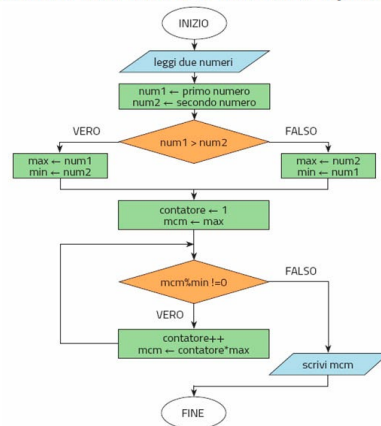 INIZIO
leggi due numeri
num1 ← primo numero
num2 ← secondo numero
VERO
FALSO
num1 > num2
max ← num1
min ← num2
max ← num2
min ← num1
contatore ← 1
mcm ← max
FALSO
mcm%min !=0
VERO
contatore++
mcm ← contatore*max
scrivi mcm
FINE